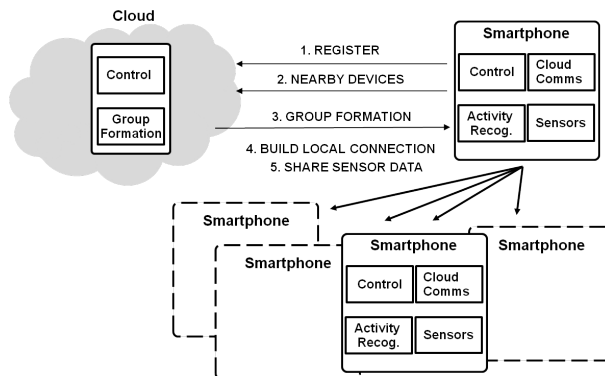 Cloud
Control
Group
Formation
1. REGISTER
2. NEARBY DEVICES
3. GROUP FORMATION
4. BUILD LOCAL CONNECTION
5. SHARE SENSOR DATA
Smartphone
Control
Cloud
Comms
Activity
Recog.
Sensors
Smartphone
Smartphone
Smartphone
Control
Cloud
Comms
Activity
Recog.
Sensors
Smartphone